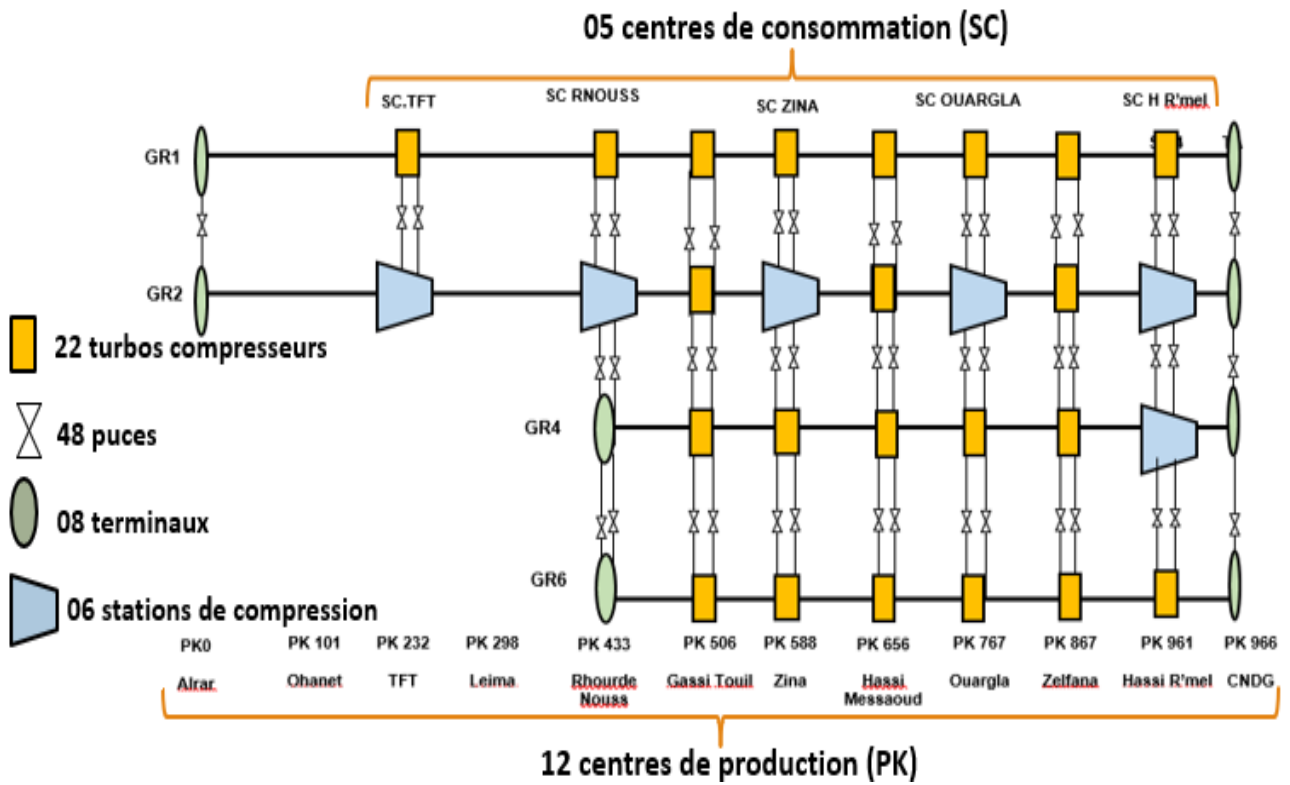 05 centres de consommation (SC)
SC.TFT
SC RNOUSS
SC ZINA
SC OUARGLA
SC H R'mel
GR1
GR2
22 turbos compresseurs
48 puces
GR4
08 terminaux
GR6
06 stations de compression
PK0
PK 101
PK 232
PK 298
PK 433
PK 506
PK 588
PK 656
PK 767
PK 867
PK 961
PK 966
Alrar
Ohanet
TFT
Leima
Rhourde
Nouss
Gassi Touil
Zina
Hassi
Messaoud
Ouargla
Zelfana
Hassi R'mel
CNDG
12 centres de production (PK)